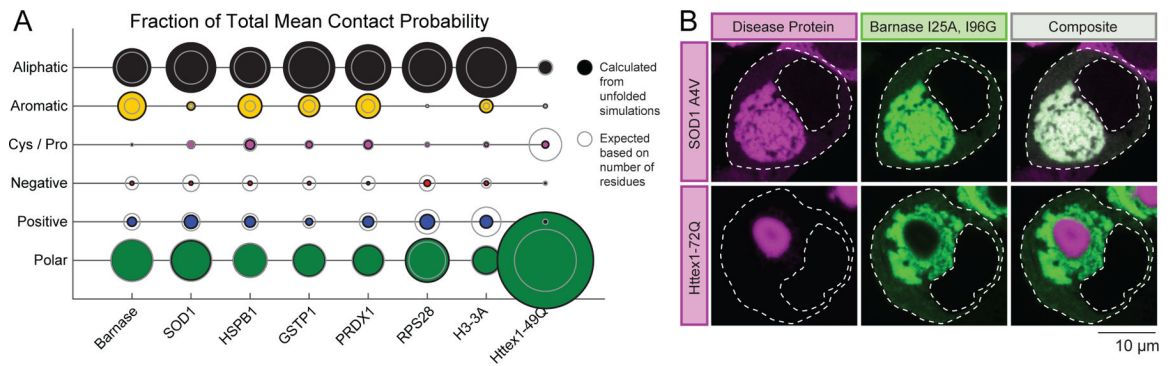 A
Fraction of Total Mean Contact Probability
Aliphatic
Aromatic
Cys / Pro
Negative
Positive
Polar
Barnase
SOD1
HSPB1
GSTP1
PRDX1
RPS28
H3-3A
Httex1-49Q
Calculated
from
unfolded
simulations
Expected
based on
number of
residues
B
Disease Protein
Barnase I25A, I96G
Composite
SOD1 A4V
Httex1-72Q
10 µm